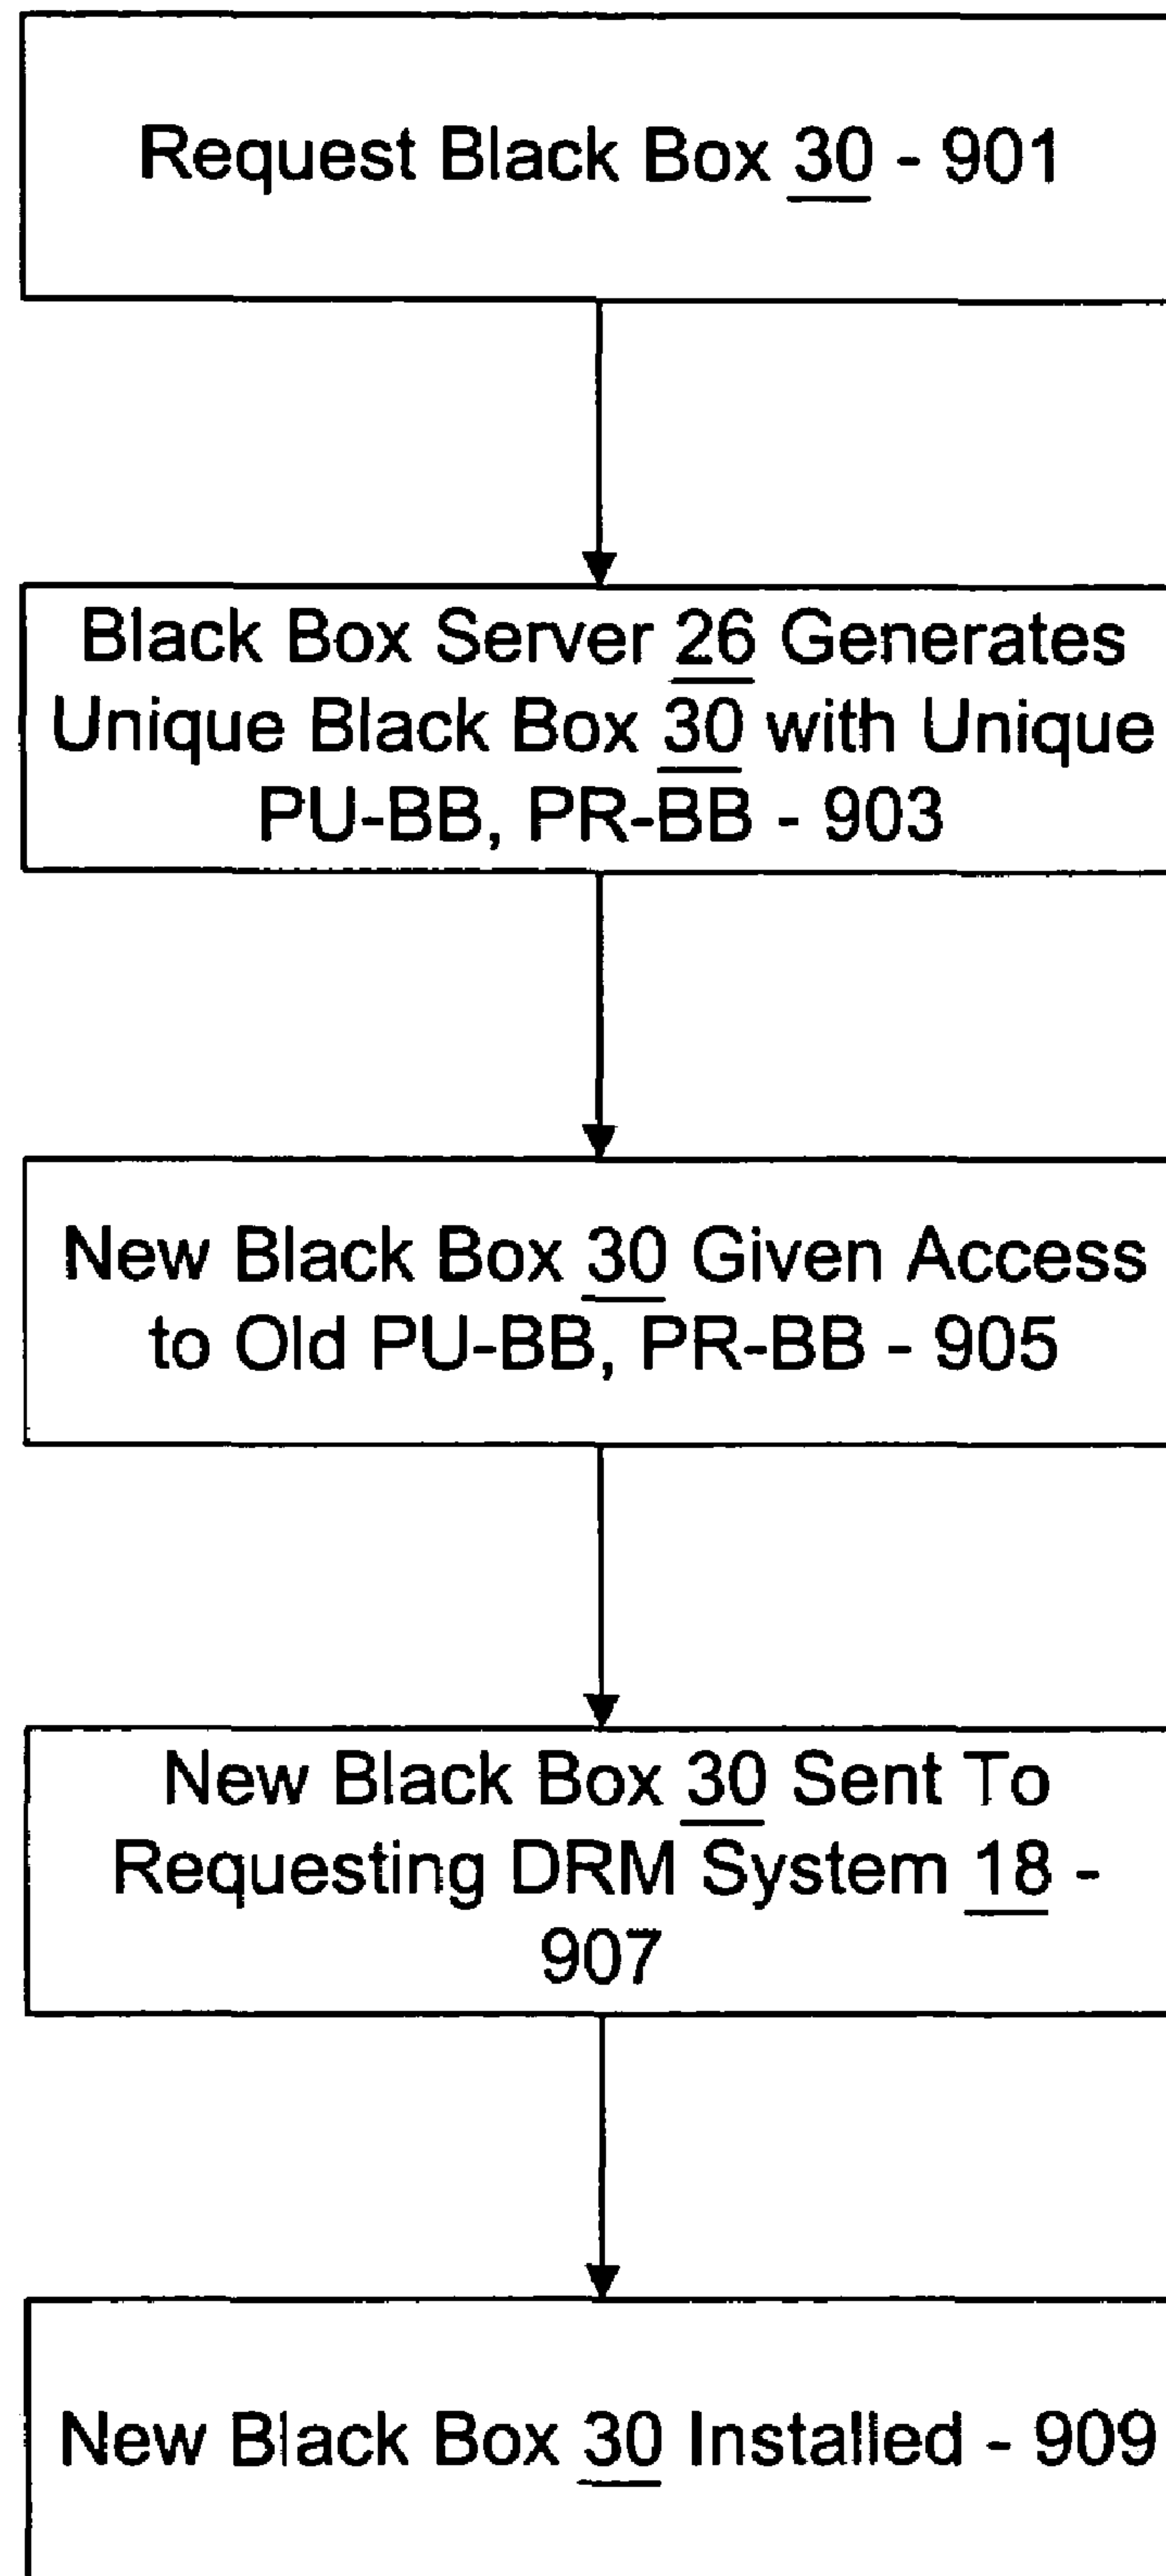 Request Black Box 30 - 901
Black Box Server 26 Generates
Unique Black Box 30 with Unique
PU-BB, PR-BB - 903
New Black Box 30 Given Access
to Old PU-BB, PR-BB - 905
New Black Box 30 Sent To
Requesting DRM System 18 -
907
New Black Box 30 Installed - 909